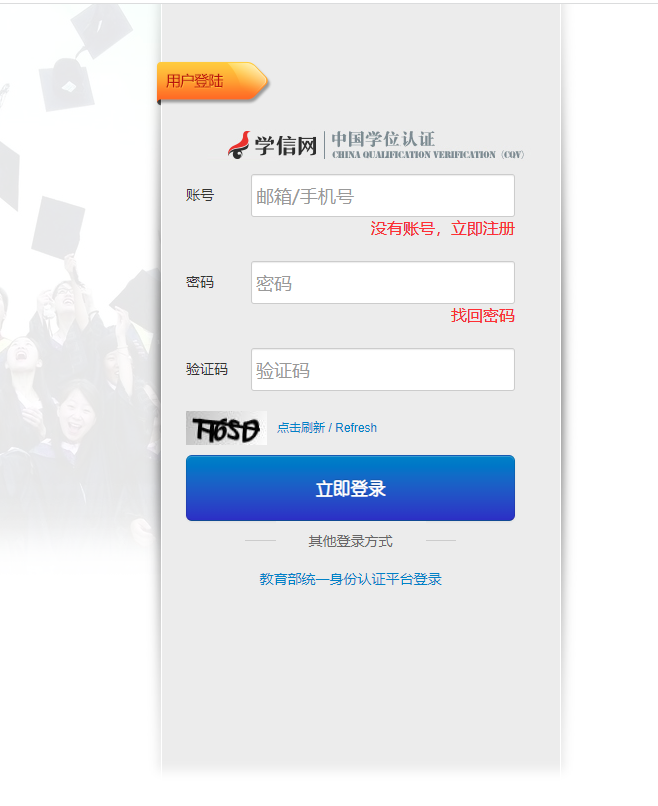 用户登陆
学信网 中国学位认证
CHINA QUALIFICATION VERIFICATION (CQV)
账号 邮箱/手机号
没有账号，立即注册
密码 密码
找回密码
验证码 验证码
点击刷新 / Refresh
立即登录
其他登录方式
教育部统一身份认证平台登录